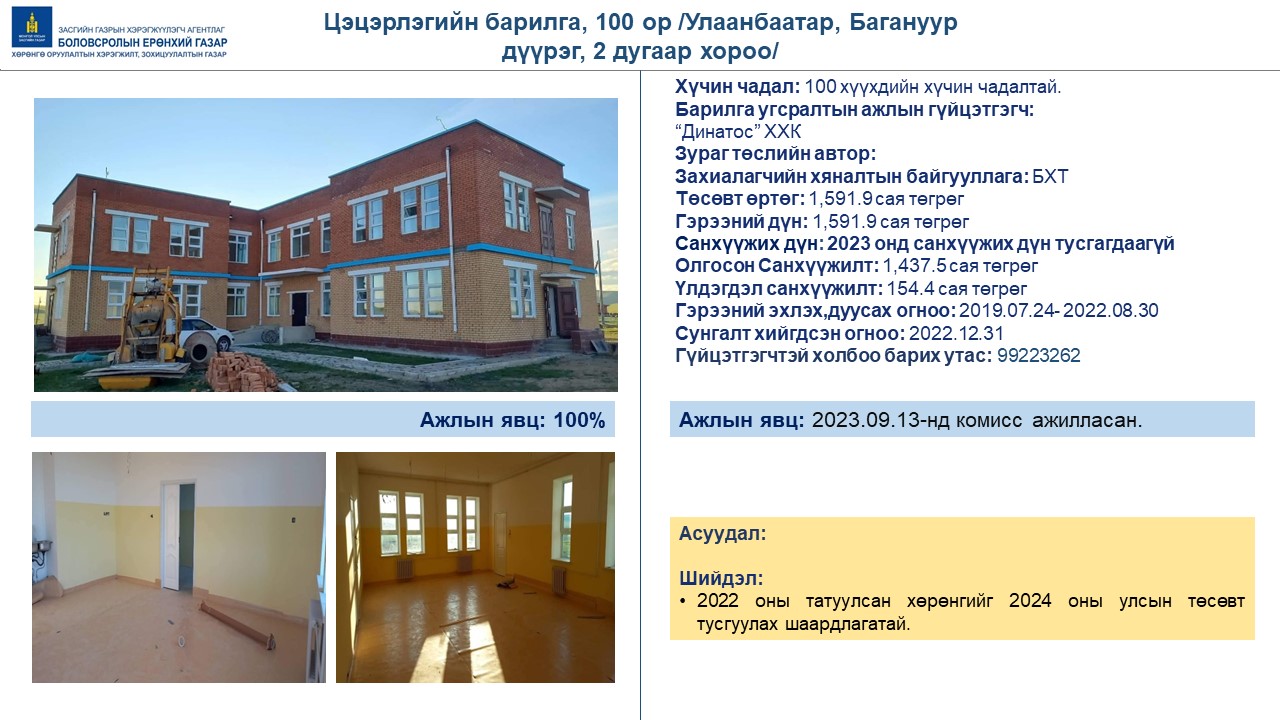 ЗАСГИЙН ГАЗРЫН ХЭРЭГЖҮҮЛЭГЧ АГЕНТЛАГ
БОЛОВСРОЛЫН ЕРӨНХИЙ ГАЗАР
ХӨРӨНГӨ ОРУУЛАЛТЫН ХЭРЭГЖИЛТ, ЗОХИЦУУЛАЛТЫН ГАЗАР
Цэцэрлэгийн барилга, 100 ор /Улаанбаатар, Багануур
дүүрэг, 2 дугаар хороо/
Ажлын явц: 100%
Хүчин чадал: 100 хүүхдийн хүчин чадалтай.
Барилга угсралтын ажлын гүйцэтгэгч:
“Динатос” ХХК
Зураг төслийн автор:
Захиалагчийн хяналтын байгууллага: БХТ
Төсөвт өртөг: 1,591.9 сая төгрөг
Гэрээний дүн: 1,591.9 сая төгрөг
Санхүүжих дүн: 2023 онд санхүүжих дүн тусгагдаагүй
Олгосон Санхүүжилт: 1,437.5 сая төгрөг
Үлдэгдэл санхүүжилт: 154.4 сая төгрөг
Гэрээний эхлэх,дуусах огноо: 2019.07.24- 2022.08.30
Сунгалт хийгдсэн огноо: 2022.12.31
Гүйцэтгэгчтэй холбоо барих утас: 99223262
Ажлын явц: 2023.09.13-нд комисс ажилласан.
Асуудал:
Шийдэл:
• 2022 оны татуулсан хөрөнгийг 2024 оны улсын төсөвт
тусгуулах шаардлагатай.